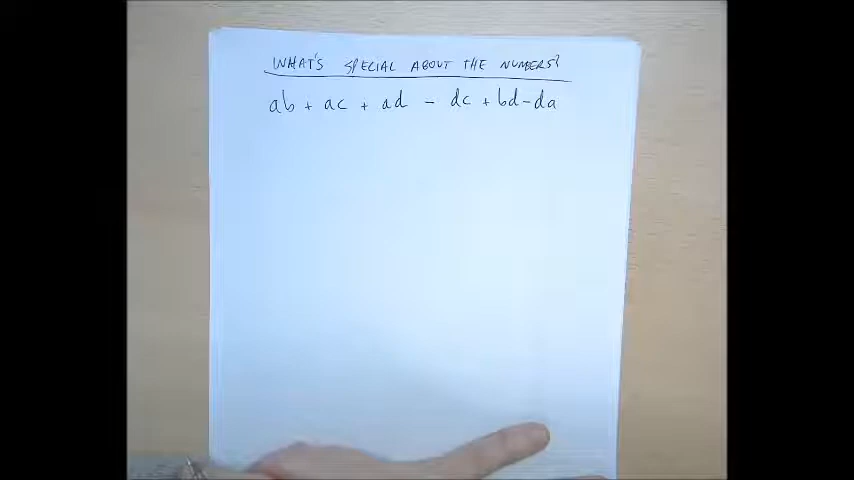 WHAT'S SPECIAL ABOUT THE NUMBERS?
ab + ac + ad - dc + bd - da